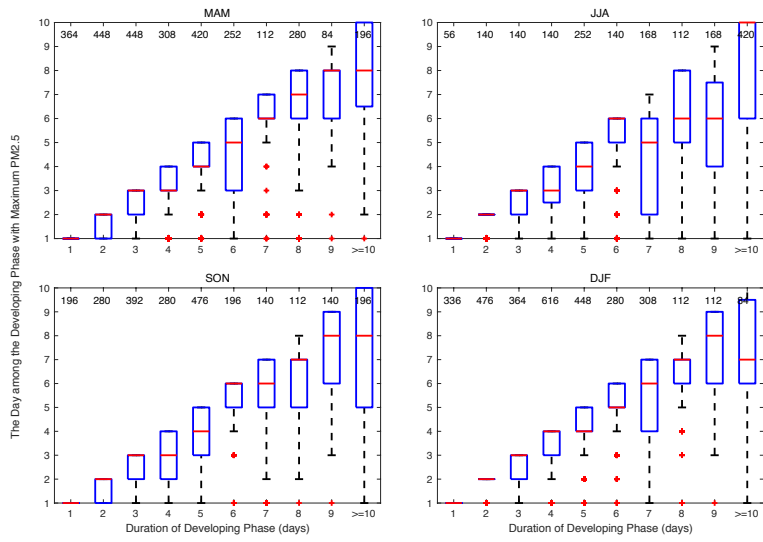 MAM
10
9
8
7
6
5
4
3
2
1
364 448 448 308 420 252 112 280 84 196
1 2 3 4 5 6 7 8 9 >=10
JJA
10
9
8
7
6
5
4
3
2
1
56 140 140 140 252 140 168 112 168 420
1 2 3 4 5 6 7 8 9 >=10
The Day among the Developing Phase with Maximum PM2.5
SON
10
9
8
7
6
5
4
3
2
1
196 280 392 280 476 196 140 112 140 196
1 2 3 4 5 6 7 8 9 >=10
Duration of Developing Phase (days)
DJF
10
9
8
7
6
5
4
3
2
1
336 476 364 616 448 280 308 112 112 84
1 2 3 4 5 6 7 8 9 >=10
Duration of Developing Phase (days)